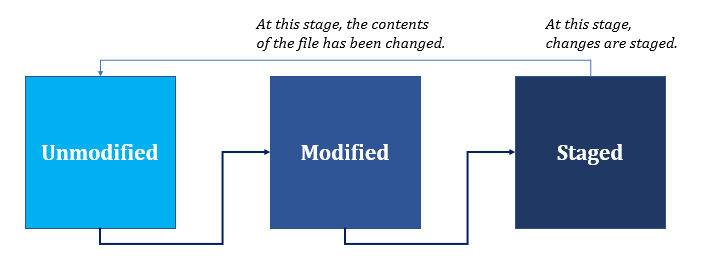 At this stage, the contents
of the file has been changed.
At this stage,
changes are staged.
Unmodified
Modified
Staged